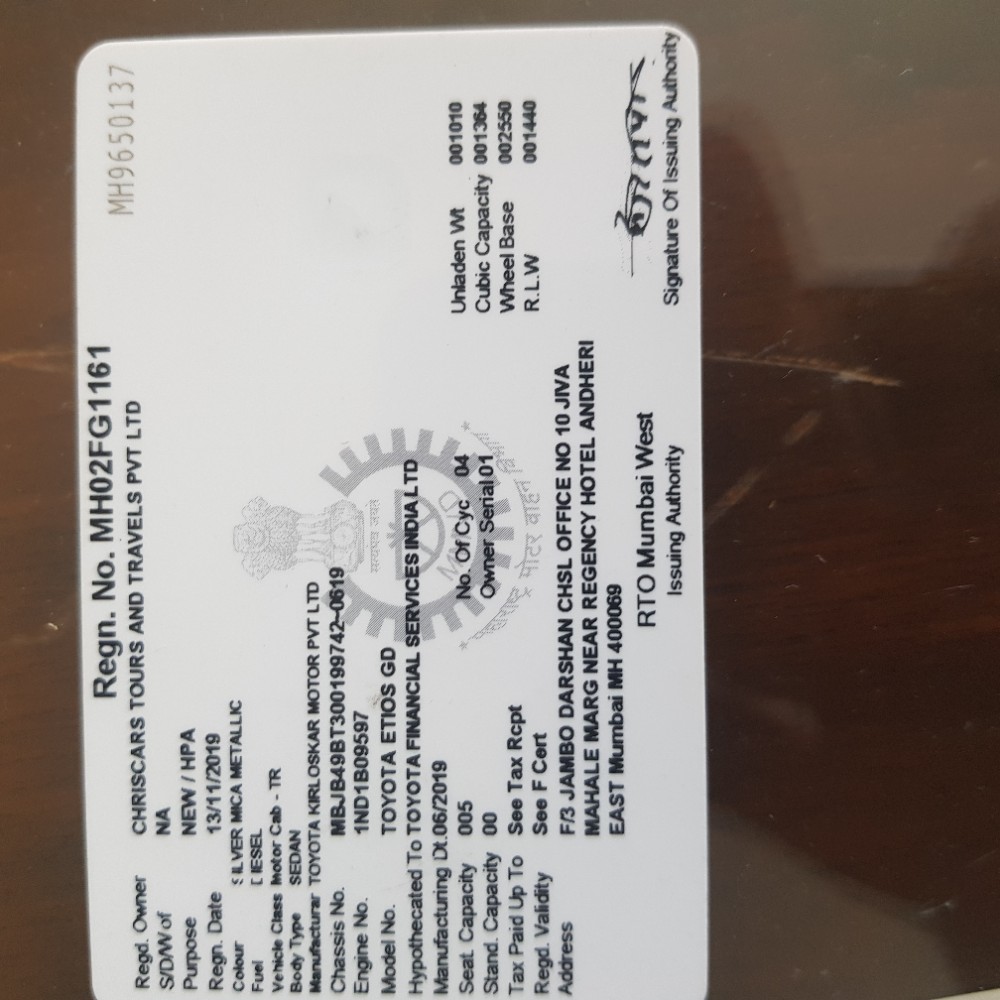 MH9650137
Regn. No. MH02FG1161
Regd. Owner CHRISCARS TOURS AND TRAVELS PVT LTD
S/D/W of NA
Purpose NEW / HPA
Regn. Date 13/11/2019
Colour SILVER MICA METALLIC
Fuel DIESEL
Vehicle Class Motor Cab - TR
Body Type SEDAN
Manufacturar TOYOTA KIRLOSKAR MOTOR PVT LTD
Chassis No. MBJB49BT300199742-0619
Engine No. 1ND1B09597
Model No. TOYOTA ETIOS GD
Hypothecated To TOYOTA FINANCIAL SERVICES INDIA LTD
Manufacturing Dt.06/2019
Seat. Capacity 005 No. Of Cyc 04
Stand. Capacity 00 Owner Serial 01
Tax Paid Up To See Tax Rcpt
Regd. Validity See F Cert
Address F/3 JAMBO DARSHAN CHSL OFFICE NO 10 JIVA
MAHALE MARG NEAR REGENCY HOTEL ANDHERI
EAST Mumbai MH 400069
Unladen Wt 001010
Cubic Capacity 001364
Wheel Base 002550
R.L.W 001440
सत्यमेव जयते
RTO Mumbai West
Issuing Authority
Signature Of Issuing Authority